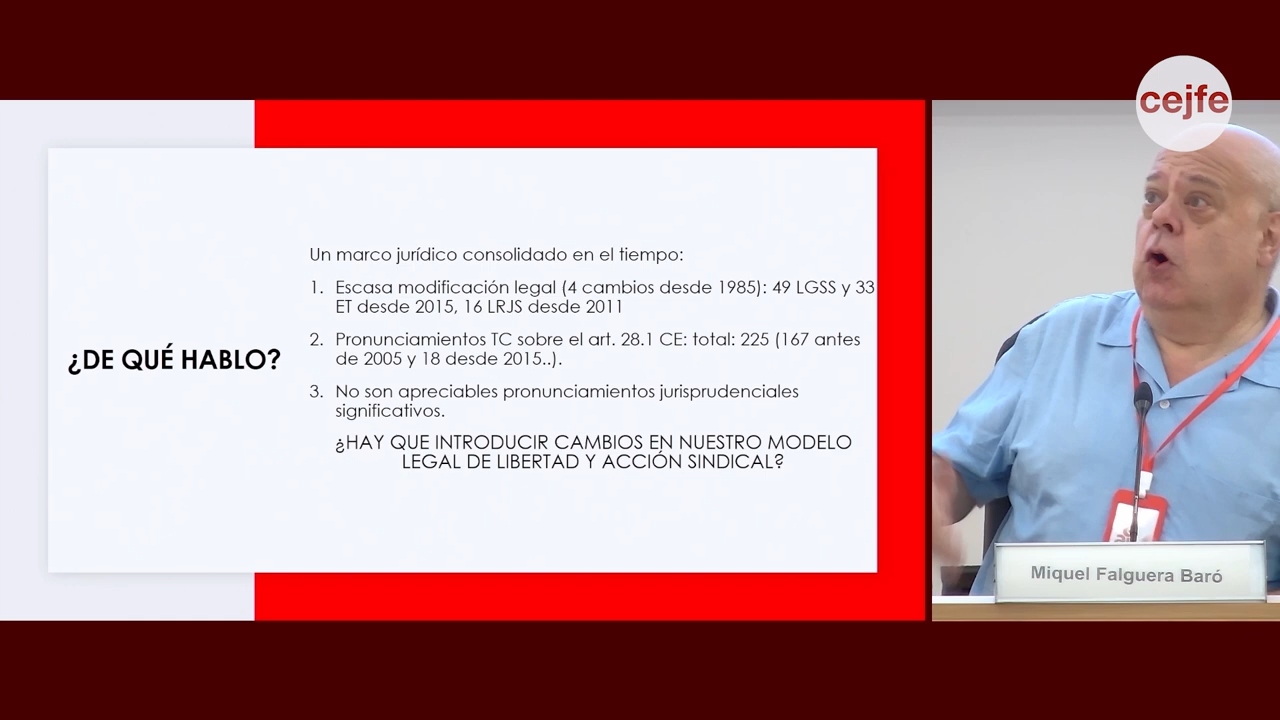 cejfe
¿DE QUÉ HABLO?
Un marco jurídico consolidado en el tiempo:
1. Escasa modificación legal (4 cambios desde 1985): 49 LGSS y 33
ET desde 2015, 16 LRJS desde 2011
2. Pronunciamientos TC sobre el art. 28.1 CE: total: 225 (167 antes
de 2005 y 18 desde 2015..).
3. No son apreciables pronunciamientos jurisprudenciales
significativos.
¿HAY QUE INTRODUCIR CAMBIOS EN NUESTRO MODELO
LEGAL DE LIBERTAD Y ACCIÓN SINDICAL?
Miquel Falguera Baró